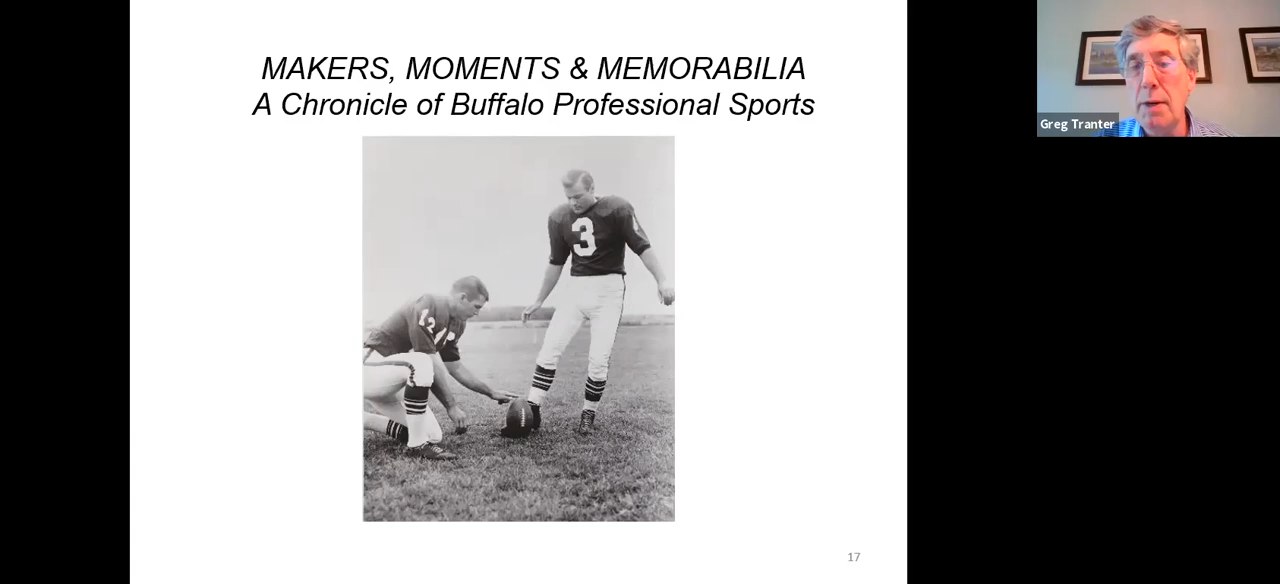 MAKERS, MOMENTS & MEMORABILIA
A Chronicle of Buffalo Professional Sports
Greg Tranter
3
12
17